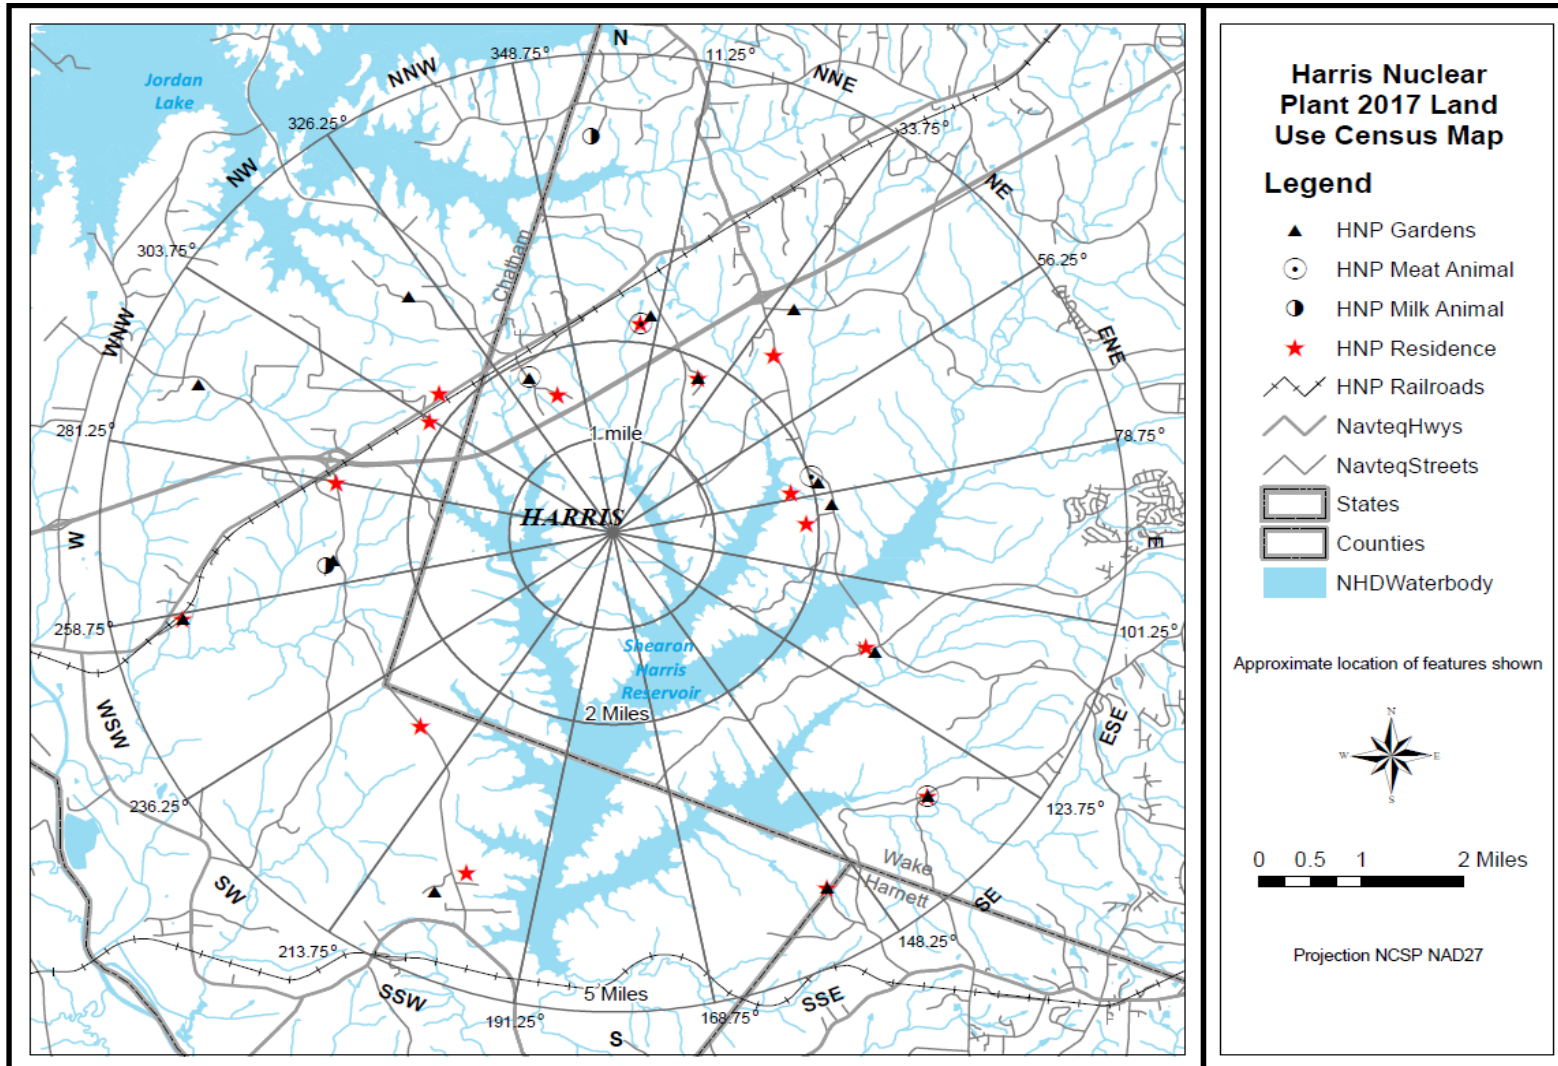 N
348.75°
11.25°
NNW
NNE
Jordan
Lake
326.25°
33.75°
NW
NE
Chatham
303.75°
56.25°
WNW
ENE
281.25°
1 mile
78.75°
HARRIS
W
E
258.75°
101.25°
Shearon
Harris
Reservoir
2 Miles
WSW
ESE
236.25°
123.75°
Wake
Harnett
SW
SE
213.75°
148.25°
5 Miles
SSW
SSE
191.25°
168.75°
S
Harris Nuclear
Plant 2017 Land
Use Census Map
Legend
HNP Gardens
HNP Meat Animal
HNP Milk Animal
HNP Residence
HNP Railroads
NavteqHwys
NavteqStreets
States
Counties
NHDWaterbody
Approximate location of features shown
N
W
E
S
0 0.5 1 2 Miles
Projection NCSP NAD27